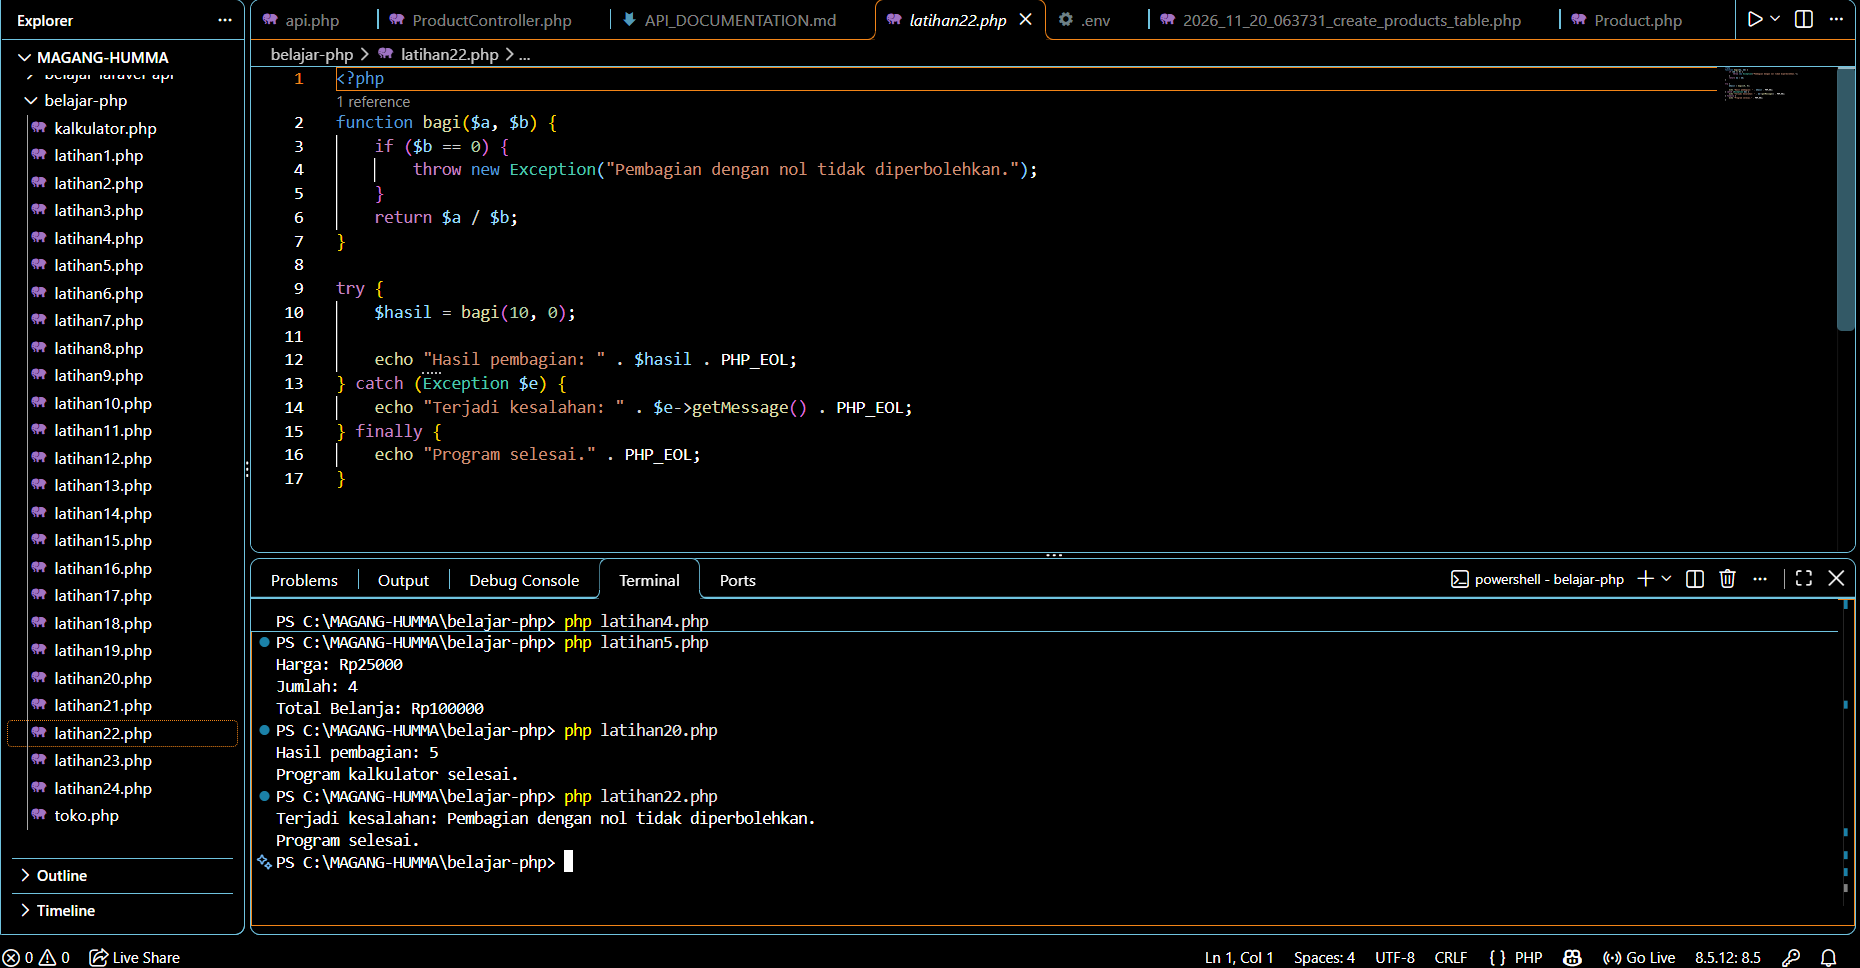 Explorer
MAGANG-HUMMA
belajar-laravel-api
belajar-php
kalkulator.php
latihan1.php
latihan2.php
latihan3.php
latihan4.php
latihan5.php
latihan6.php
latihan7.php
latihan8.php
latihan9.php
latihan10.php
latihan11.php
latihan12.php
latihan13.php
latihan14.php
latihan15.php
latihan16.php
latihan17.php
latihan18.php
latihan19.php
latihan20.php
latihan21.php
latihan22.php
latihan23.php
latihan24.php
toko.php
Outline
Timeline
api.php ProductController.php API_DOCUMENTATION.md latihan22.php .env 2026_11_20_063731_create_products_table.php Product.php
belajar-php > latihan22.php > ...
1 <?php
1 reference
2 function bagi($a, $b) {
3 if ($b == 0) {
4 throw new Exception("Pembagian dengan nol tidak diperbolehkan.");
5 }
6 return $a / $b;
7 }
8
9 try {
10 $hasil = bagi(10, 0);
11
12 echo "Hasil pembagian: " . $hasil . PHP_EOL;
13 } catch (Exception $e) {
14 echo "Terjadi kesalahan: " . $e->getMessage() . PHP_EOL;
15 } finally {
16 echo "Program selesai." . PHP_EOL;
17 }
Problems Output Debug Console Terminal Ports powershell - belajar-php
PS C:\MAGANG-HUMMA\belajar-php> php latihan4.php
PS C:\MAGANG-HUMMA\belajar-php> php latihan5.php
Harga: Rp25000
Jumlah: 4
Total Belanja: Rp100000
PS C:\MAGANG-HUMMA\belajar-php> php latihan20.php
Hasil pembagian: 5
Program kalkulator selesai.
PS C:\MAGANG-HUMMA\belajar-php> php latihan22.php
Terjadi kesalahan: Pembagian dengan nol tidak diperbolehkan.
Program selesai.
PS C:\MAGANG-HUMMA\belajar-php>
0 0 Live Share Ln 1, Col 1 Spaces: 4 UTF-8 CRLF { } PHP Go Live 8.5.12: 8.5